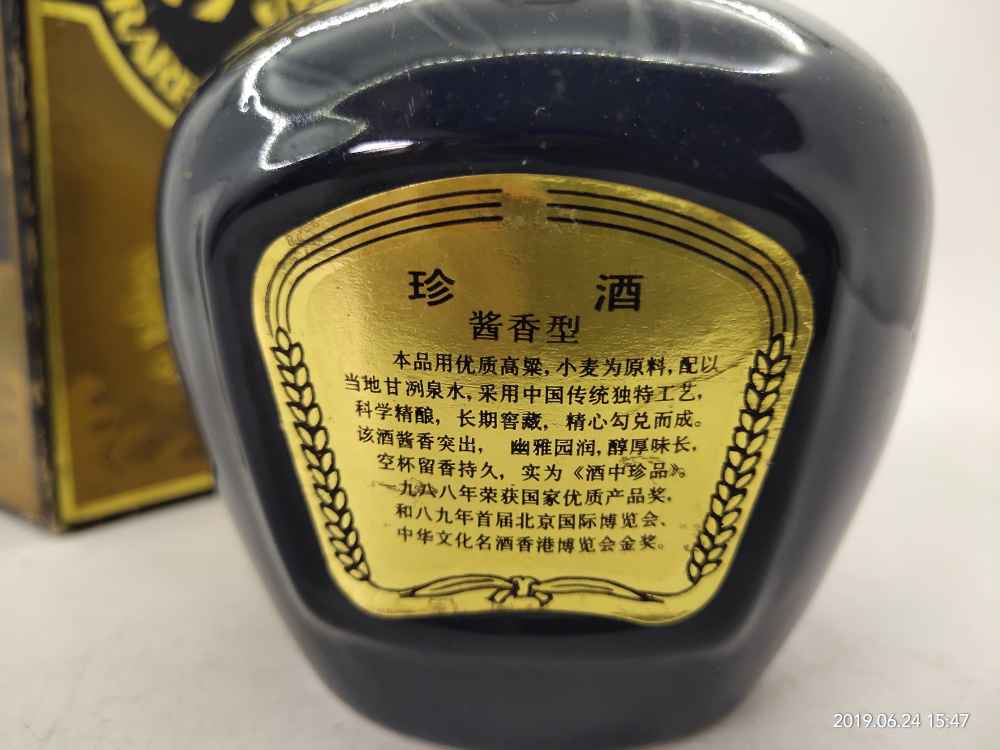 RARE
珍 酒
酱香型
本品用优质高粱,小麦为原料,配以
当地甘洌泉水,采用中国传统独特工艺,
科学精酿,长期窖藏,精心勾兑而成。
该酒酱香突出,幽雅园润,醇厚味长,
空杯留香持久,实为《酒中珍品》。
一九八八年荣获国家优质产品奖,
和八九年首届北京国际博览会、
中华文化名酒香港博览会金奖。
2019.06.24 15:47